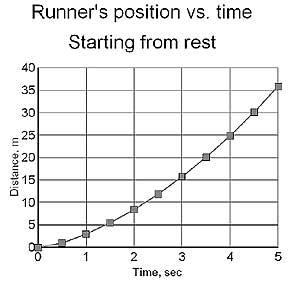 Runner's position vs. time
Starting from rest
40
35
30
25
20
15
10
5
0
Distance, m
0 1 2 3 4 5
Time, sec